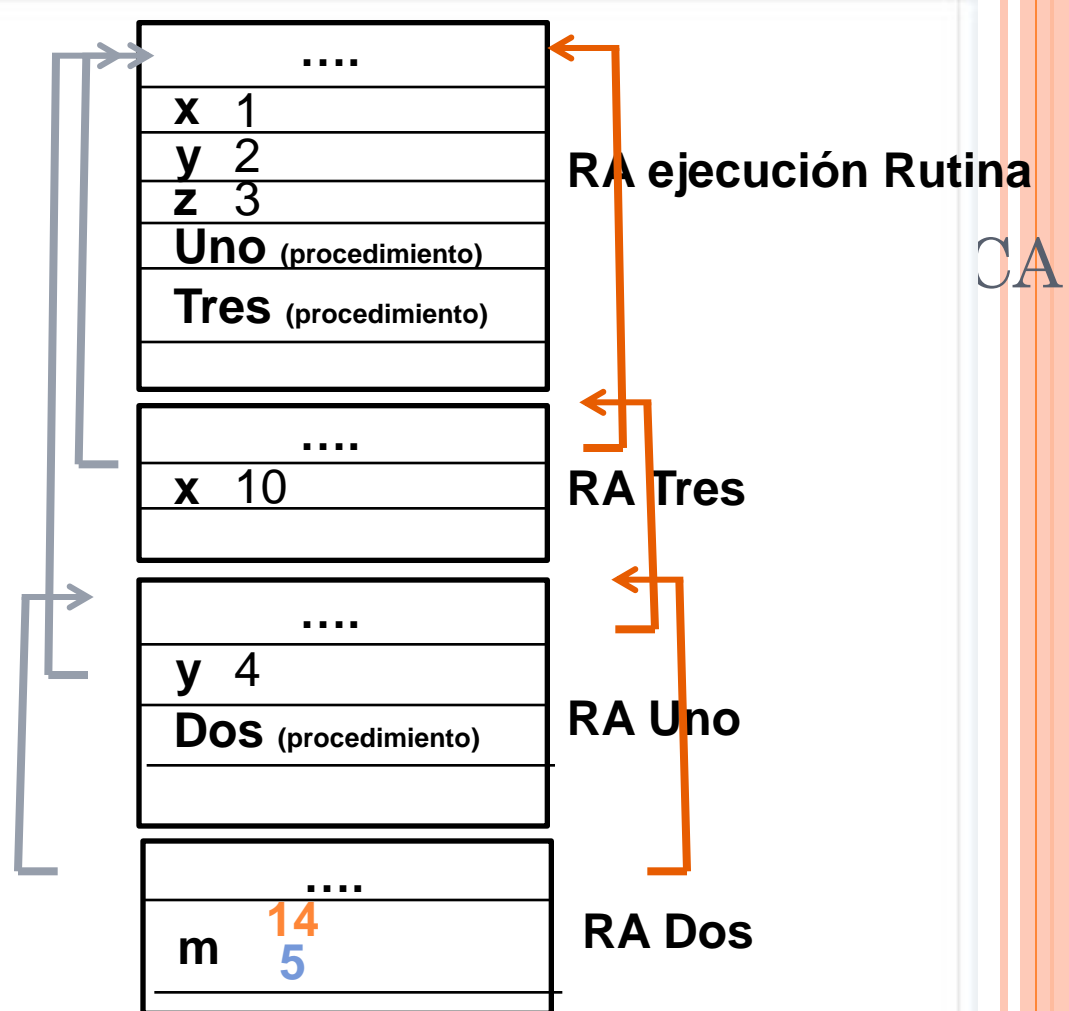 ....
x 1
y 2
z 3
RA ejecución Rutina
Uno (procedimiento)
CA
Tres (procedimiento)
....
x 10
RA Tres
....
y 4
Dos (procedimiento)
RA Uno
....
14
m
5
RA Dos